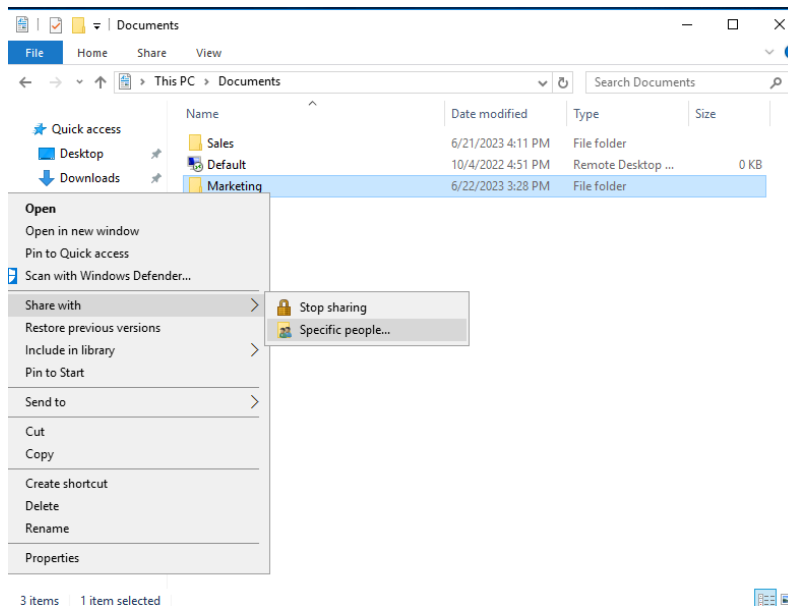 Documents
File Home Share View
This PC > Documents
Search Documents
Name Date modified Type Size
Quick access
Desktop
Downloads
Sales 6/21/2023 4:11 PM File folder
Default 10/4/2022 4:51 PM Remote Desktop ... 0 KB
Marketing 6/22/2023 3:28 PM File folder
Open
Open in new window
Pin to Quick access
Scan with Windows Defender...
Share with
Restore previous versions
Include in library
Pin to Start
Send to
Cut
Copy
Create shortcut
Delete
Rename
Properties
Stop sharing
Specific people...
3 items 1 item selected